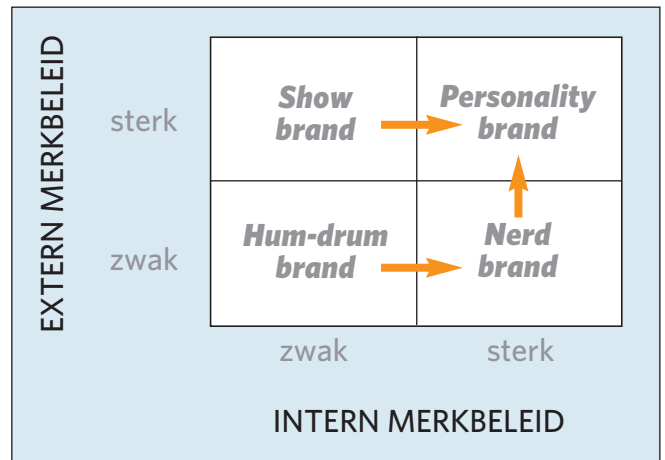 EXTERN MERKBELEID
sterk
Show
brand
Personality
brand
zwak
Hum-drum
brand
Nerd
brand
zwak
sterk
INTERN MERKBELEID